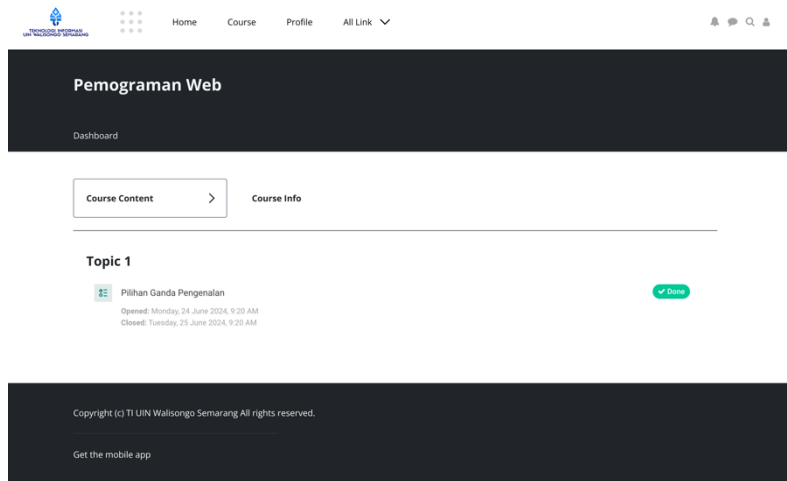 TEKNOLOGI INFORMASI
UIN WALISONGO SEMARANG
Home Course Profile All Link
Pemograman Web
Dashboard
Course Content Course Info
Topic 1
Pilihan Ganda Pengenalan Done
Opened: Monday, 24 June 2024, 9:20 AM
Closed: Tuesday, 25 June 2024, 9:20 AM
Copyright (c) TI UIN Walisongo Semarang All rights reserved.
Get the mobile app